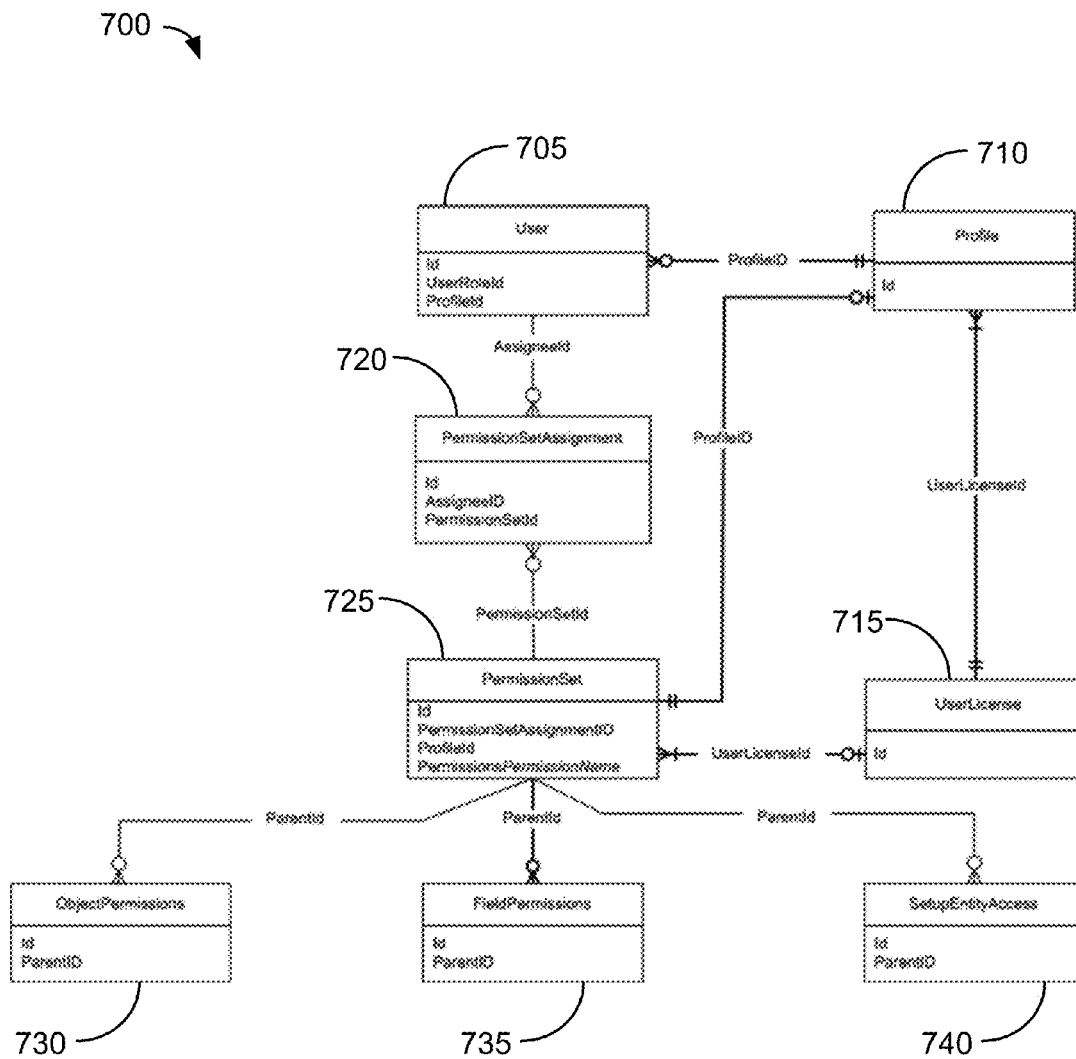 700
705
710
User
Id
UserRoleId
ProfileId
ProfileID
Profile
Id
AssigneeId
720
PermissionSetAssignment
Id
AssigneeID
PermissionSetId
ProfileID
UserLicenseId
PermissionSetId
725
715
PermissionSet
Id
PermissionSetAssignmentID
ProfileId
PermissionsPermissionName
UserLicenseId
UserLicense
Id
ParentId
ParentId
ParentId
ObjectPermissions
Id
ParentID
FieldPermissions
Id
ParentID
SetupEntityAccess
Id
ParentID
730
735
740